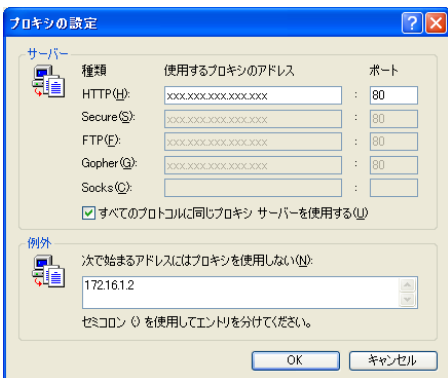 プロキシの設定
サーバー
種類 使用するプロキシのアドレス ポート
HTTP(H): xxx.xxx.xxx.xxx.xxx : 80
Secure(S): xxx.xxx.xxx.xxx.xxx : 80
FTP(F): xxx.xxx.xxx.xxx.xxx : 80
Gopher(G): xxx.xxx.xxx.xxx.xxx : 80
Socks(C): :
すべてのプロトコルに同じプロキシ サーバーを使用する(U)
例外
次で始まるアドレスにはプロキシを使用しない(N):
172.16.1.2
セミコロン (;) を使用してエントリを分けてください。
OK キャンセル